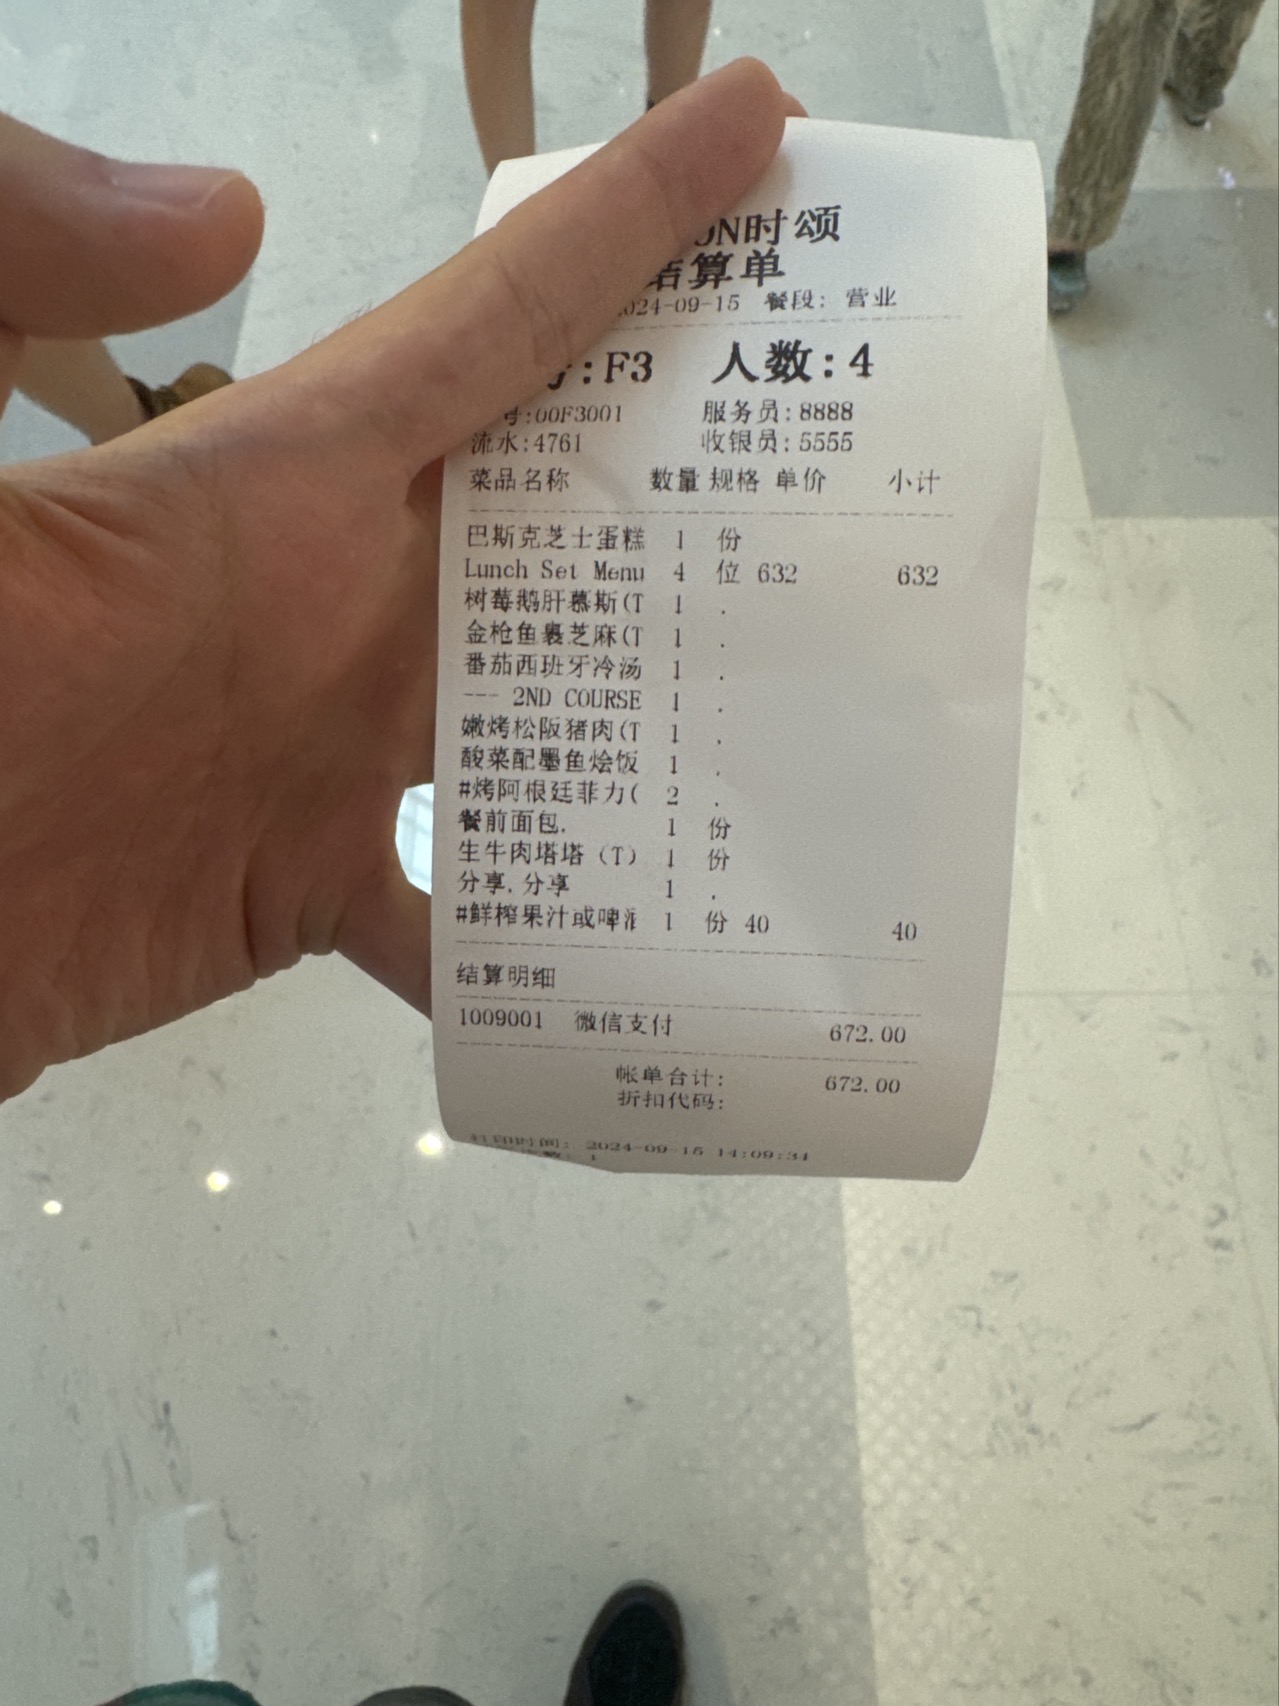 ON时颂
结算单
2024-09-15 餐段: 营业
号:F3 人数:4
号:00F3001 服务员:8888
流水:4761 收银员:5555
菜品名称 数量 规格 单价 小计
巴斯克芝士蛋糕 1 份
Lunch Set Menu 4 位 632 632
树莓鹅肝慕斯(T 1 .
金枪鱼裹芝麻(T 1 .
番茄西班牙冷汤 1 .
--- 2ND COURSE 1 .
嫩烤松阪猪肉(T 1 .
酸菜配墨鱼烩饭 1 .
#烤阿根廷菲力( 2 .
餐前面包. 1 份
生牛肉塔塔 (T) 1 份
分享.分享 1 .
#鲜榨果汁或啤酒 1 份 40 40
结算明细
1009001 微信支付 672.00
帐单合计: 672.00
折扣代码:
打印时间: 2024-09-15 14:09:34